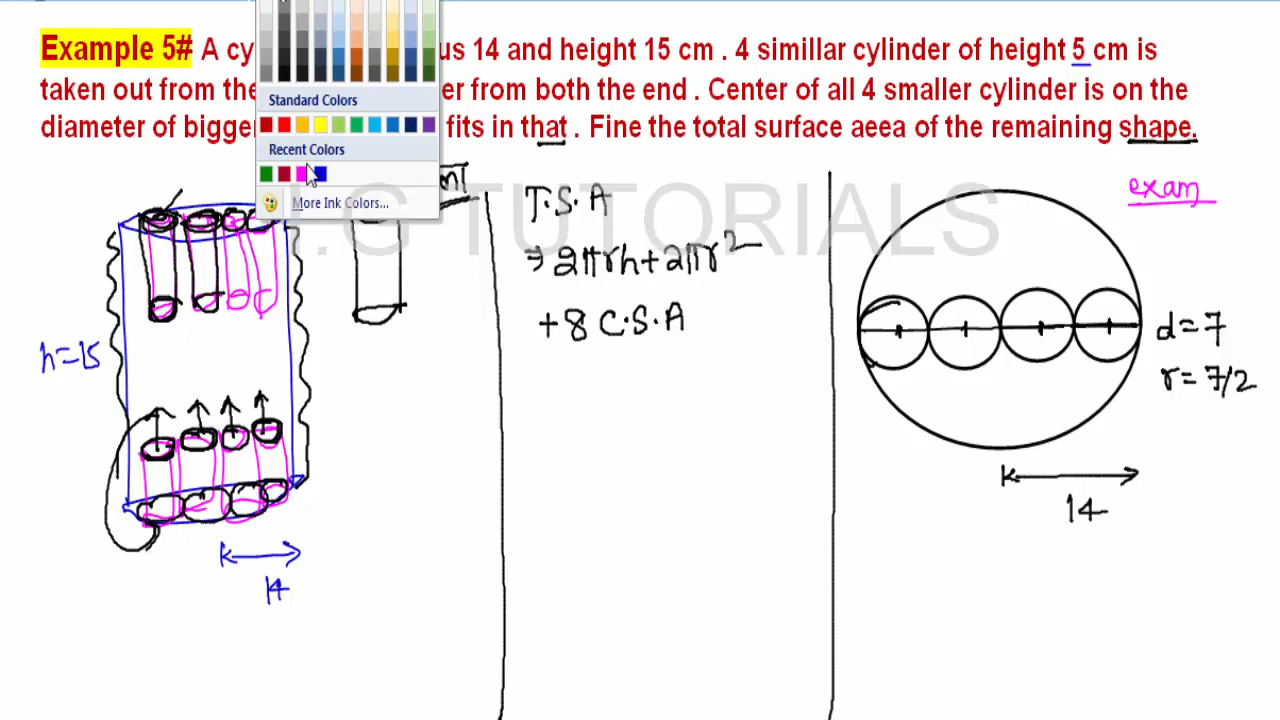 Example 5# A cy us 14 and height 15 cm . 4 simillar cylinder of height 5 cm is
taken out from the er from both the end . Center of all 4 smaller cylinder is on the
diameter of bigger fits in that . Fine the total surface aeea of the remaining shape.
Standard Colors
Recent Colors
More Ink Colors...
.G TUTORIALS
h=15
14
T.S.A
⇒ 2πrh+2πr²
+8 C.S.A
exam
d=7
r=7/2
14